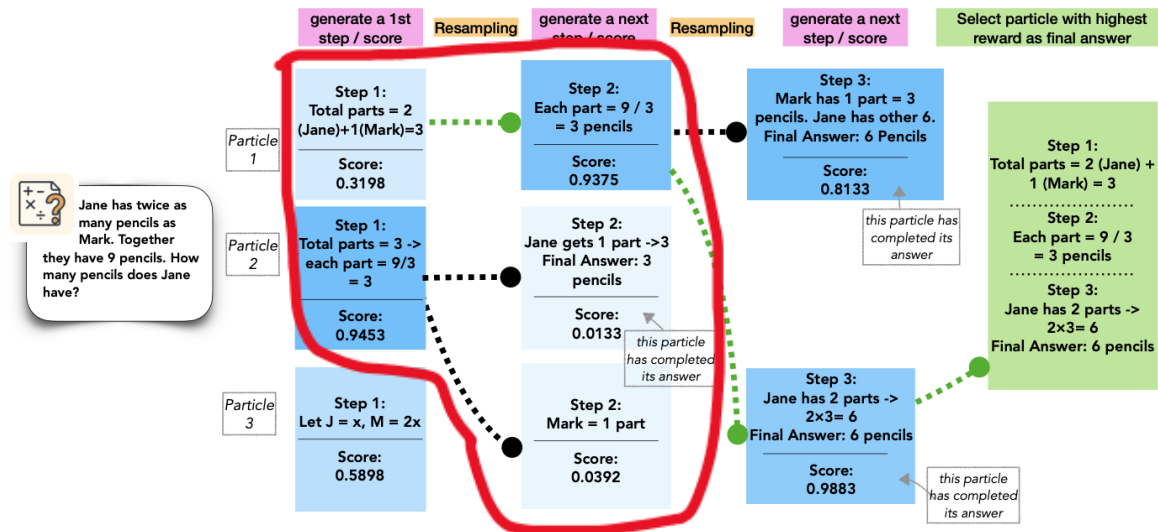 generate a 1st
step / score
Resampling
generate a next
step / score
Resampling
generate a next
step / score
Select particle with highest
reward as final answer
Jane has twice as
many pencils as
Mark. Together
they have 9 pencils. How
many pencils does Jane
have?
Particle
1
Step 1:
Total parts = 2
(Jane)+1(Mark)=3
Score:
0.3198
Step 2:
Each part = 9 / 3
= 3 pencils
Score:
0.9375
Step 3:
Mark has 1 part = 3
pencils. Jane has other 6.
Final Answer: 6 Pencils
Score:
0.8133
this particle has
completed its
answer
Particle
2
Step 1:
Total parts = 3 ->
each part = 9/3
= 3
Score:
0.9453
Step 2:
Jane gets 1 part ->3
Final Answer: 3
pencils
Score:
0.0133
this particle
has completed
its answer
Particle
3
Step 1:
Let J = x, M = 2x
Score:
0.5898
Step 2:
Mark = 1 part
Score:
0.0392
Step 3:
Jane has 2 parts ->
2×3= 6
Final Answer: 6 pencils
Score:
0.9883
this particle
has completed
its answer
Step 1:
Total parts = 2 (Jane) +
1 (Mark) = 3
Step 2:
Each part = 9 / 3
= 3 pencils
Step 3:
Jane has 2 parts ->
2×3= 6
Final Answer: 6 pencils